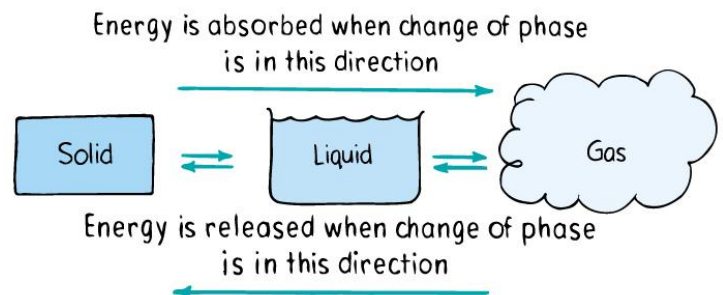 Energy is absorbed when change of phase
is in this direction
Solid
Liquid
Gas
Energy is released when change of phase
is in this direction